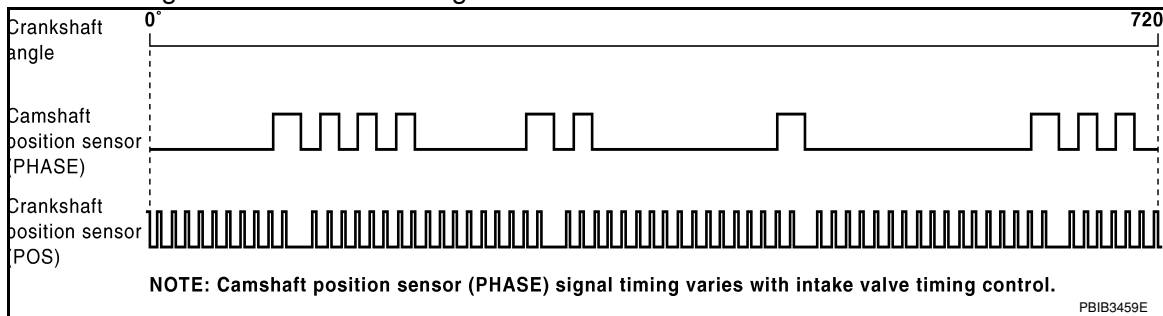 0° 720
Crankshaft
angle
Camshaft
position sensor
(PHASE)
Crankshaft
position sensor
(POS)
NOTE: Camshaft position sensor (PHASE) signal timing varies with intake valve timing control.
PBIB3459E